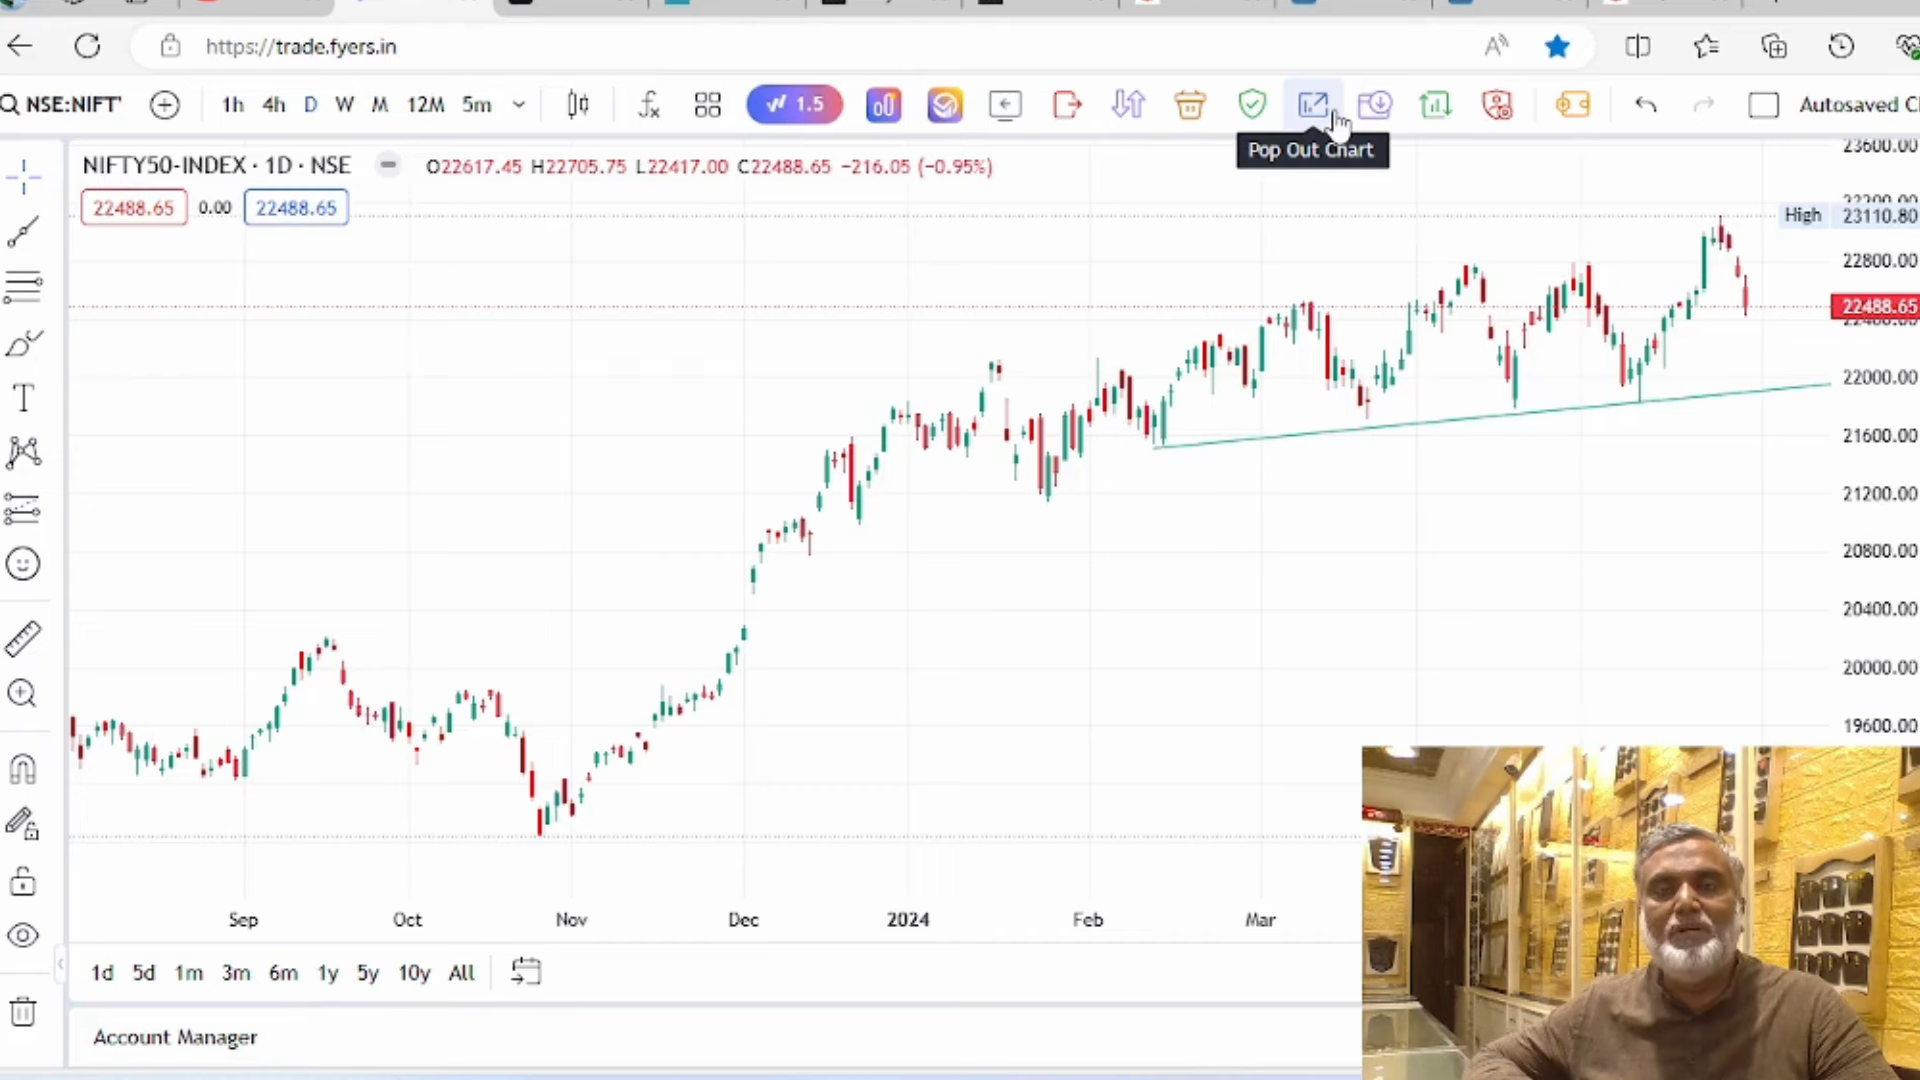 https://trade.fyers.in
NSE:NIFT'
1h 4h D W M 12M 5m
1.5
Autosaved C
Pop Out Chart
NIFTY50-INDEX · 1D · NSE
O22617.45 H22705.75 L22417.00 C22488.65 −216.05 (−0.95%)
22488.65 0.00 22488.65
23600.00
High 23110.80
22800.00
22488.65
22000.00
21600.00
21200.00
20800.00
20400.00
20000.00
19600.00
Sep Oct Nov Dec 2024 Feb Mar
1d 5d 1m 3m 6m 1y 5y 10y All
Account Manager